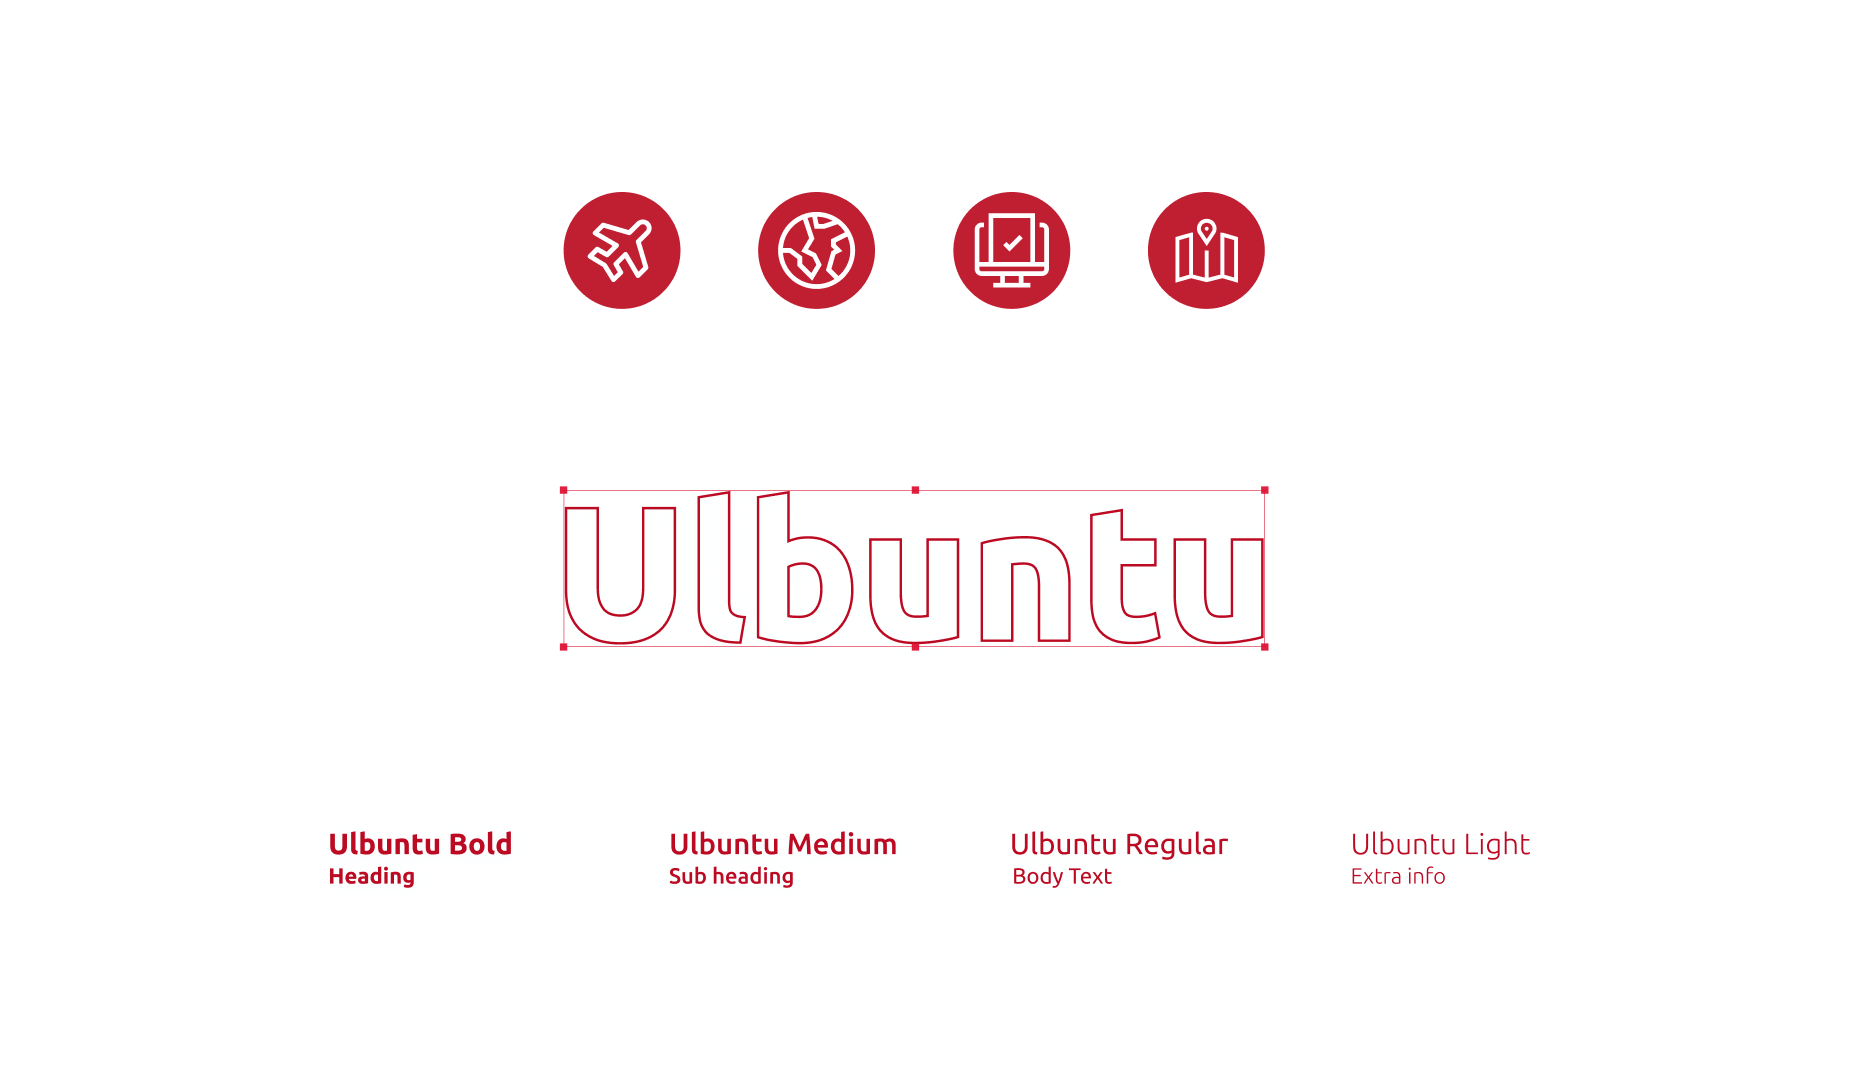 Ulbuntu
Ulbuntu Bold
Heading
Ulbuntu Medium
Sub heading
Ulbuntu Regular
Body Text
Ulbuntu Light
Extra info